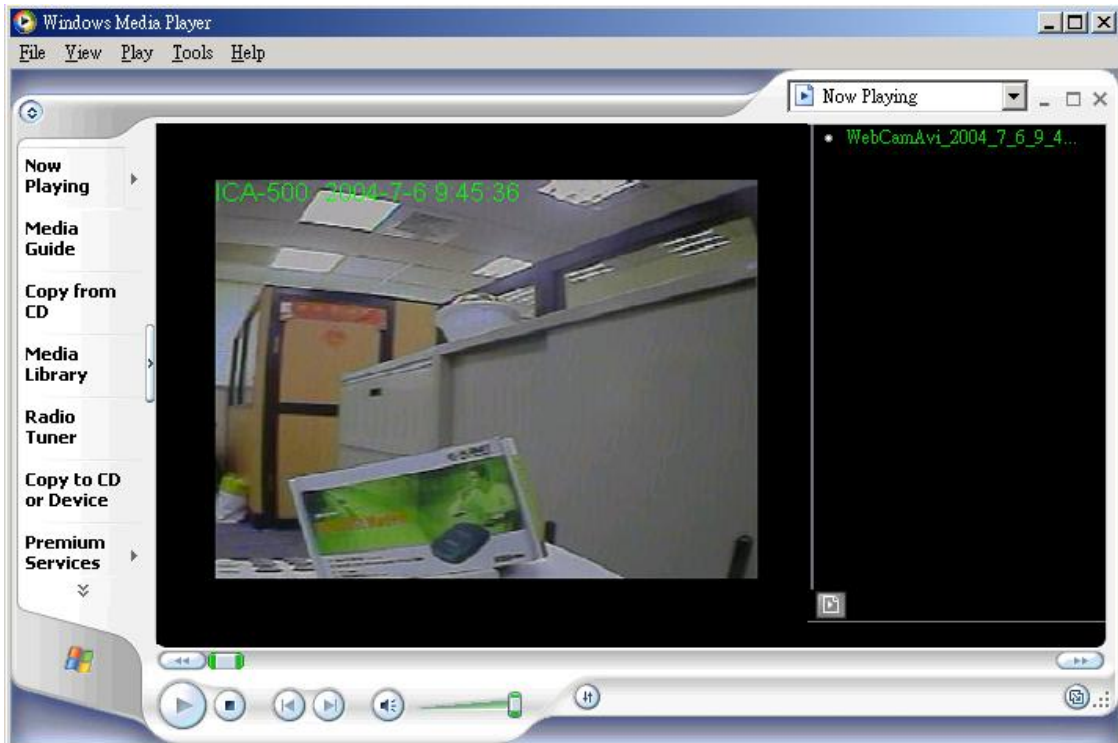 Windows Media Player
File View Play Tools Help
Now Playing
WebCamAvi_2004_7_6_9_4...
Now
Playing
Media
Guide
Copy from
CD
Media
Library
Radio
Tuner
Copy to CD
or Device
Premium
Services
ICA-500 2004-7-6 9:45:36